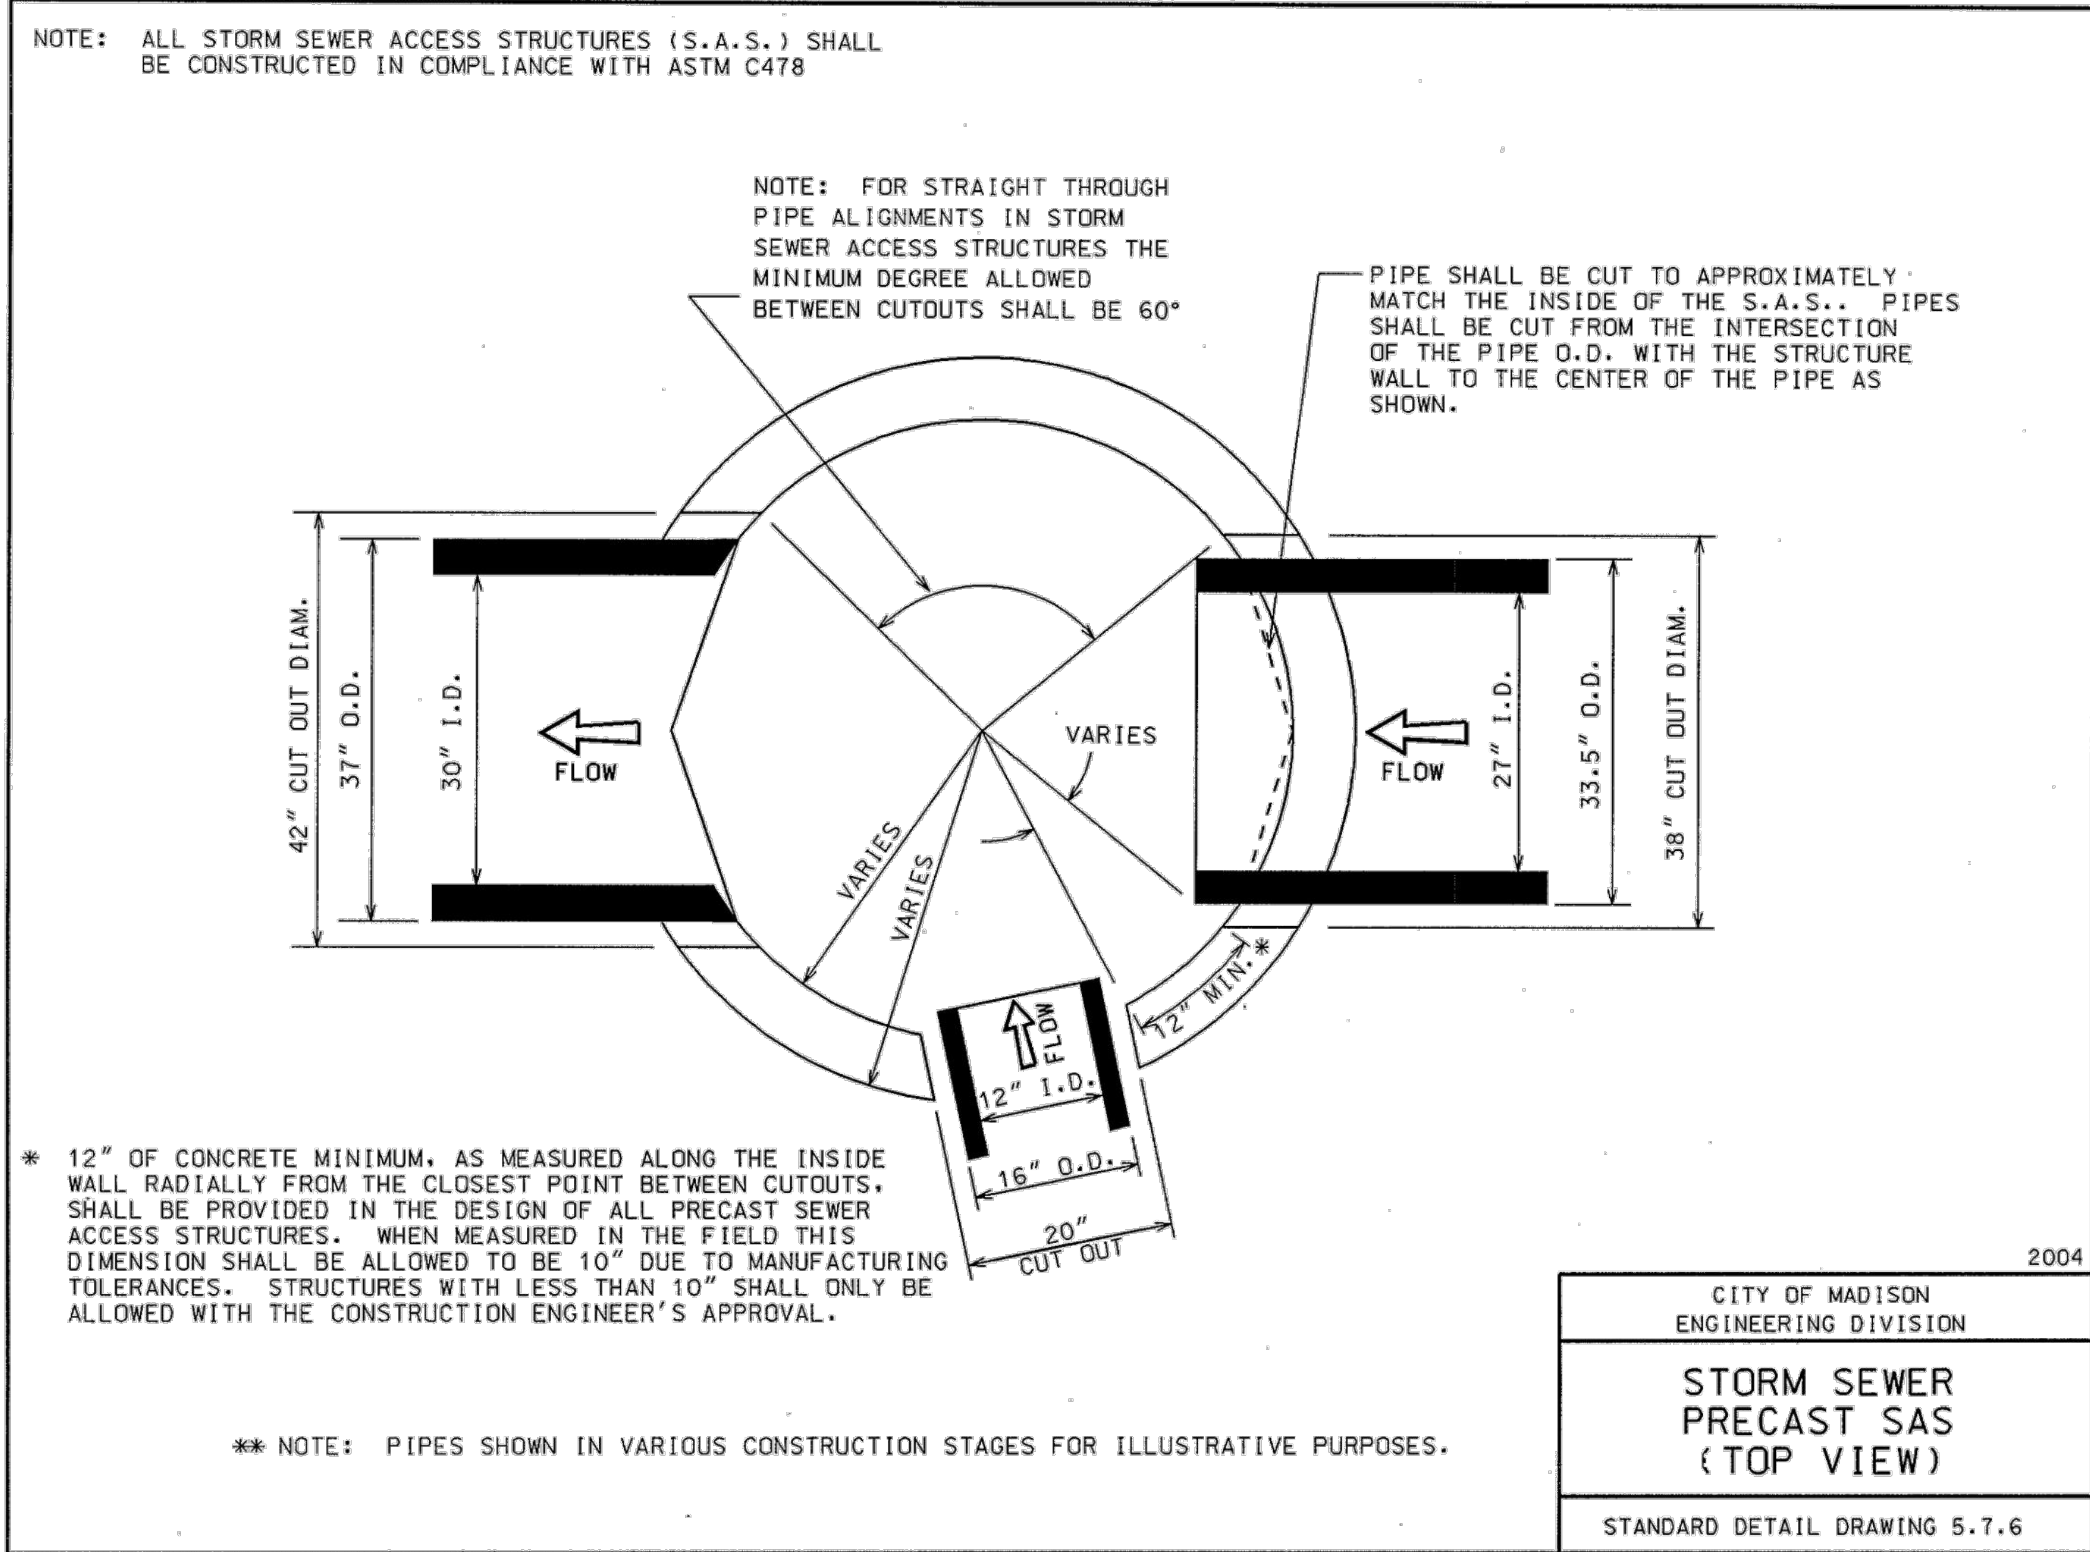 NOTE: ALL STORM SEWER ACCESS STRUCTURES (S.A.S.) SHALL
BE CONSTRUCTED IN COMPLIANCE WITH ASTM C478
NOTE: FOR STRAIGHT THROUGH
PIPE ALIGNMENTS IN STORM
SEWER ACCESS STRUCTURES THE
MINIMUM DEGREE ALLOWED
BETWEEN CUTOUTS SHALL BE 60°
PIPE SHALL BE CUT TO APPROXIMATELY
MATCH THE INSIDE OF THE S.A.S.. PIPES
SHALL BE CUT FROM THE INTERSECTION
OF THE PIPE O.D. WITH THE STRUCTURE
WALL TO THE CENTER OF THE PIPE AS
SHOWN.
42" CUT OUT DIAM.
37" O.D.
30" I.D.
FLOW
VARIES
VARIES
VARIES
FLOW
27" I.D.
33.5" O.D.
38" CUT OUT DIAM.
12" MIN.*
FLOW
12" I.D.
16" O.D.
20"
CUT OUT
* 12" OF CONCRETE MINIMUM, AS MEASURED ALONG THE INSIDE
WALL RADIALLY FROM THE CLOSEST POINT BETWEEN CUTOUTS,
SHALL BE PROVIDED IN THE DESIGN OF ALL PRECAST SEWER
ACCESS STRUCTURES. WHEN MEASURED IN THE FIELD THIS
DIMENSION SHALL BE ALLOWED TO BE 10" DUE TO MANUFACTURING
TOLERANCES. STRUCTURES WITH LESS THAN 10" SHALL ONLY BE
ALLOWED WITH THE CONSTRUCTION ENGINEER'S APPROVAL.
** NOTE: PIPES SHOWN IN VARIOUS CONSTRUCTION STAGES FOR ILLUSTRATIVE PURPOSES.
2004
CITY OF MADISON
ENGINEERING DIVISION
STORM SEWER
PRECAST SAS
(TOP VIEW)
STANDARD DETAIL DRAWING 5.7.6